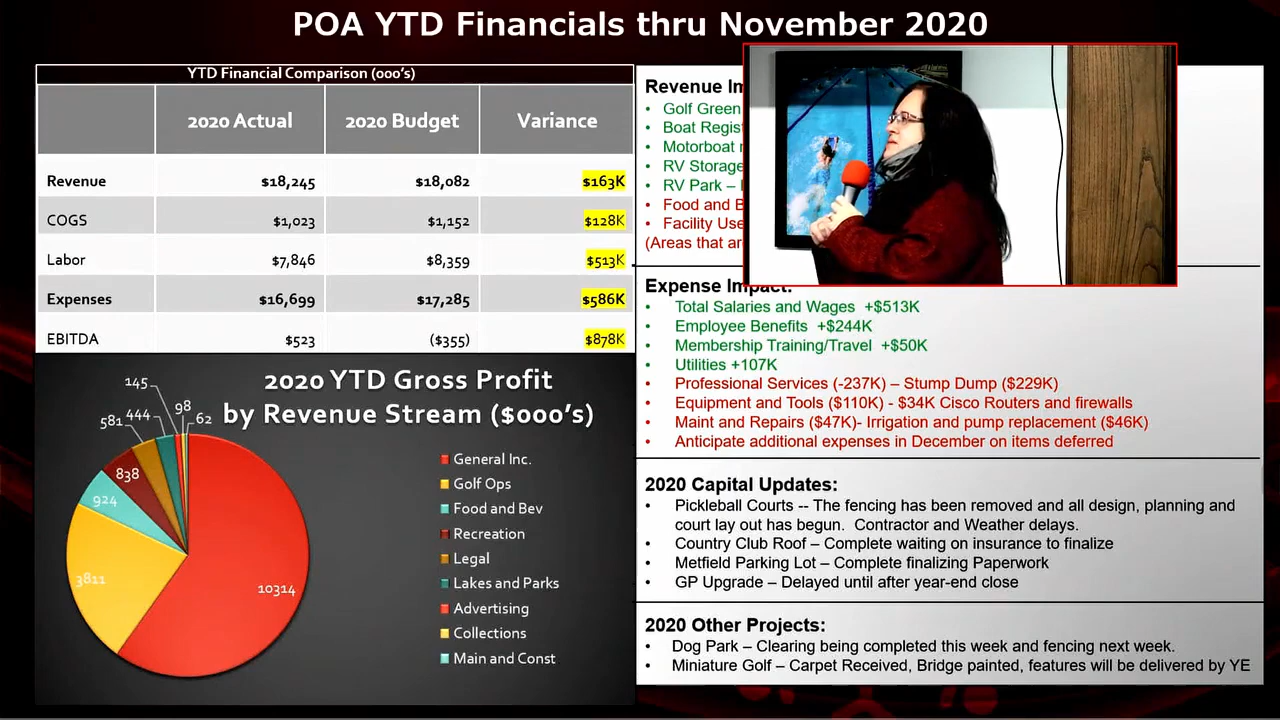 POA YTD Financials thru November 2020
YTD Financial Comparison (000's)
2020 Actual 2020 Budget Variance
Revenue $18,245 $18,082 $163K
COGS $1,023 $1,152 $128K
Labor $7,846 $8,359 $513K
Expenses $16,699 $17,285 $586K
EBITDA $523 ($355) $878K
2020 YTD Gross Profit
by Revenue Stream ($000's)
145
98
444
62
581
838
924
3811
10314
General Inc.
Golf Ops
Food and Bev
Recreation
Legal
Lakes and Parks
Advertising
Collections
Main and Const
Revenue
• Golf Green
• Boat
• Motorboat
• RV Storage
• RV Park –
• Food and
• Facility Use
(Areas that
Expense Impact:
• Total Salaries and Wages +$513K
• Employee Benefits +$244K
• Membership Training/Travel +$50K
• Utilities +107K
• Professional Services (-237K) – Stump Dump ($229K)
• Equipment and Tools ($110K) - $34K Cisco Routers and firewalls
• Maint and Repairs ($47K)- Irrigation and pump replacement ($46K)
• Anticipate additional expenses in December on items deferred
2020 Capital Updates:
• Pickleball Courts -- The fencing has been removed and all design, planning and
court lay out has begun. Contractor and Weather delays.
• Country Club Roof – Complete waiting on insurance to finalize
• Metfield Parking Lot – Complete finalizing Paperwork
• GP Upgrade – Delayed until after year-end close
2020 Other Projects:
• Dog Park – Clearing being completed this week and fencing next week.
• Miniature Golf – Carpet Received, Bridge painted, features will be delivered by YE